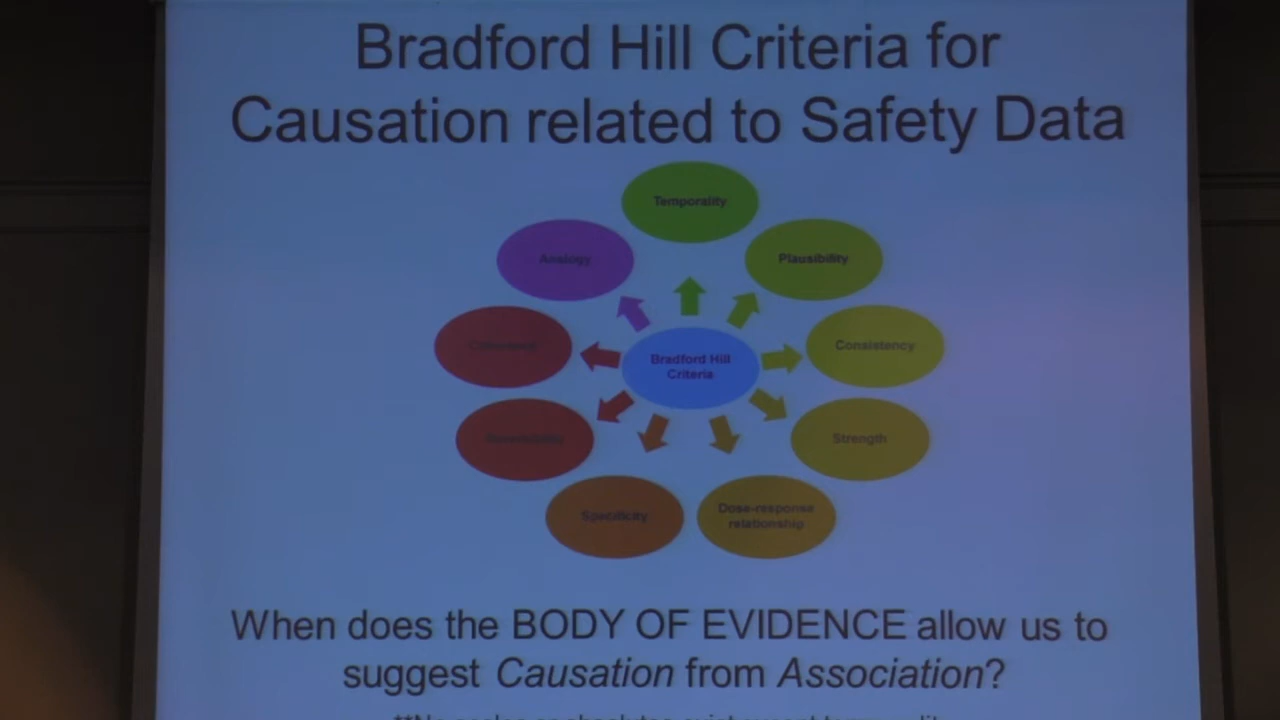 Bradford Hill Criteria for
Causation related to Safety Data
Temporality
Analogy
Plausibility
Consistency
Bradford Hill
Criteria
Strength
Specificity
Dose-response
relationship
When does the BODY OF EVIDENCE allow us to
suggest Causation from Association?